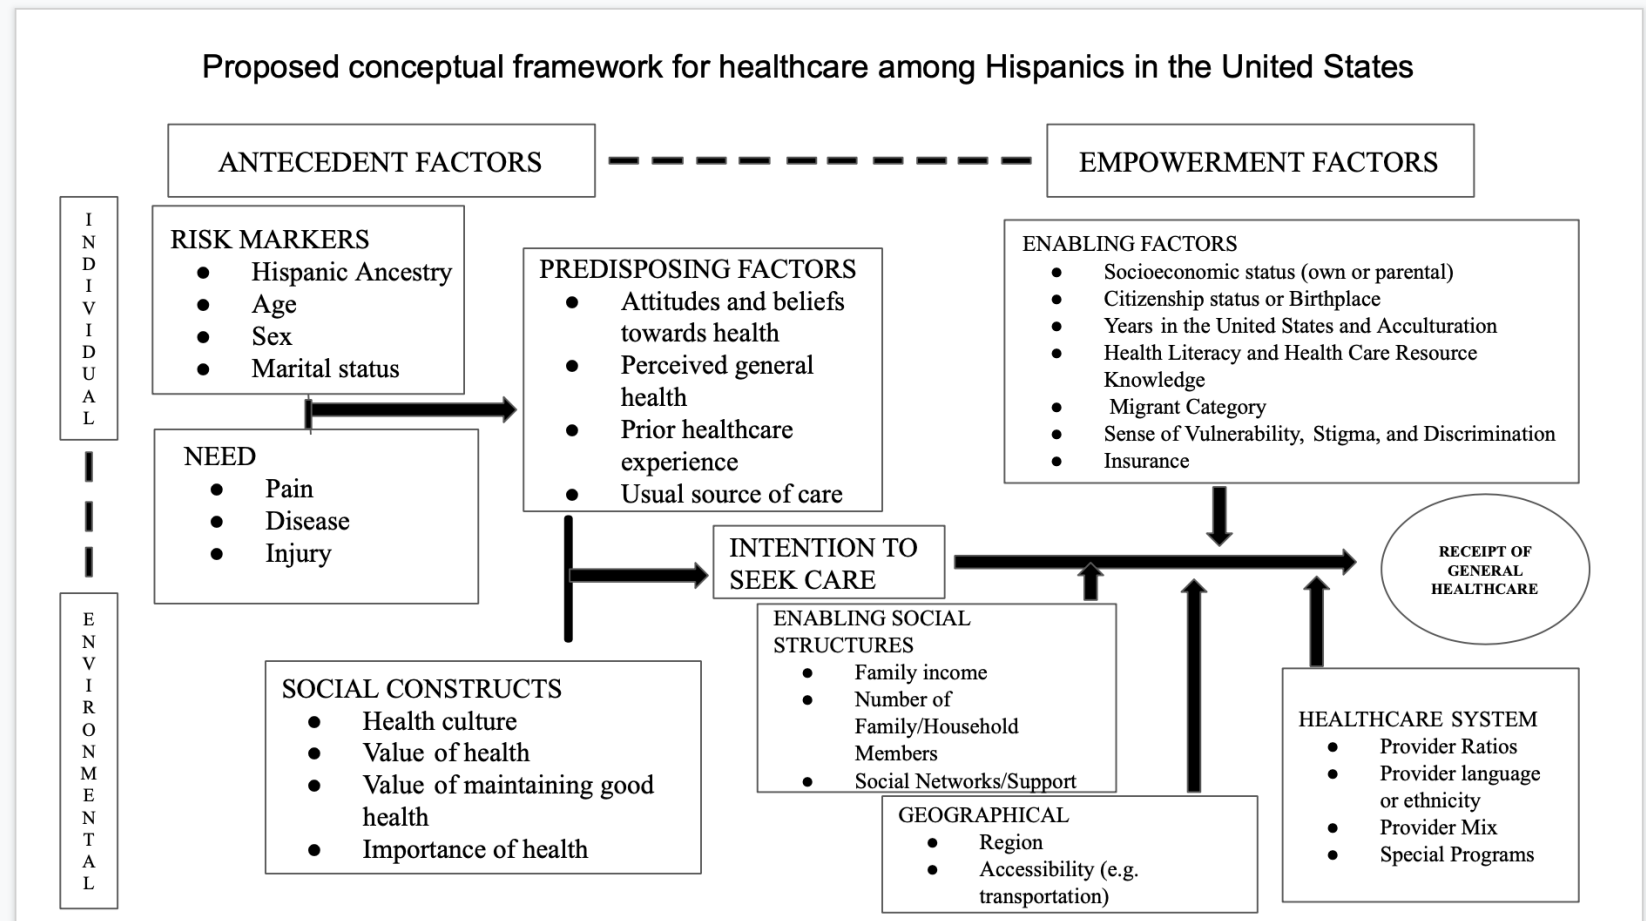 Proposed conceptual framework for healthcare among Hispanics in the United States
ANTECEDENT FACTORS
EMPOWERMENT FACTORS
INDIVIDUAL
RISK MARKERS
● Hispanic Ancestry
● Age
● Sex
● Marital status
NEED
● Pain
● Disease
● Injury
PREDISPOSING FACTORS
● Attitudes and beliefs
towards health
● Perceived general
health
● Prior healthcare
experience
● Usual source of care
ENABLING FACTORS
● Socioeconomic status (own or parental)
● Citizenship status or Birthplace
● Years in the United States and Acculturation
● Health Literacy and Health Care Resource
Knowledge
● Migrant Category
● Sense of Vulnerability, Stigma, and Discrimination
● Insurance
INTENTION TO
SEEK CARE
RECEIPT OF
GENERAL
HEALTHCARE
ENVIRONMENTAL
SOCIAL CONSTRUCTS
● Health culture
● Value of health
● Value of maintaining good
health
● Importance of health
ENABLING SOCIAL
STRUCTURES
● Family income
● Number of
Family/Household
Members
● Social Networks/Support
GEOGRAPHICAL
● Region
● Accessibility (e.g.
transportation)
HEALTHCARE SYSTEM
● Provider Ratios
● Provider language
or ethnicity
● Provider Mix
● Special Programs